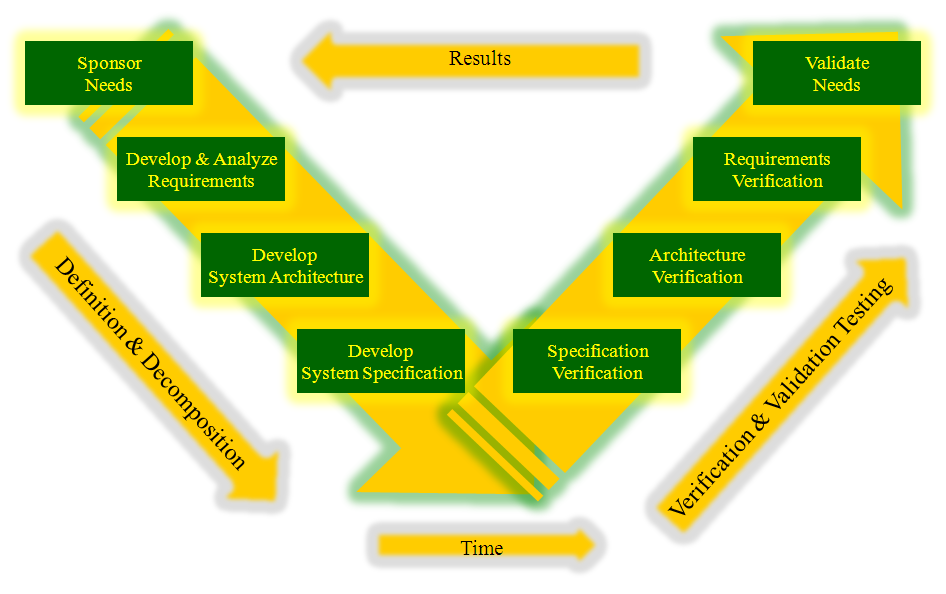 Sponsor
Needs
Results
Validate
Needs
Develop & Analyze
Requirements
Requirements
Verification
Develop
System Architecture
Architecture
Verification
Develop
System Specification
Specification
Verification
Definition & Decomposition
Verification & Validation Testing
Time